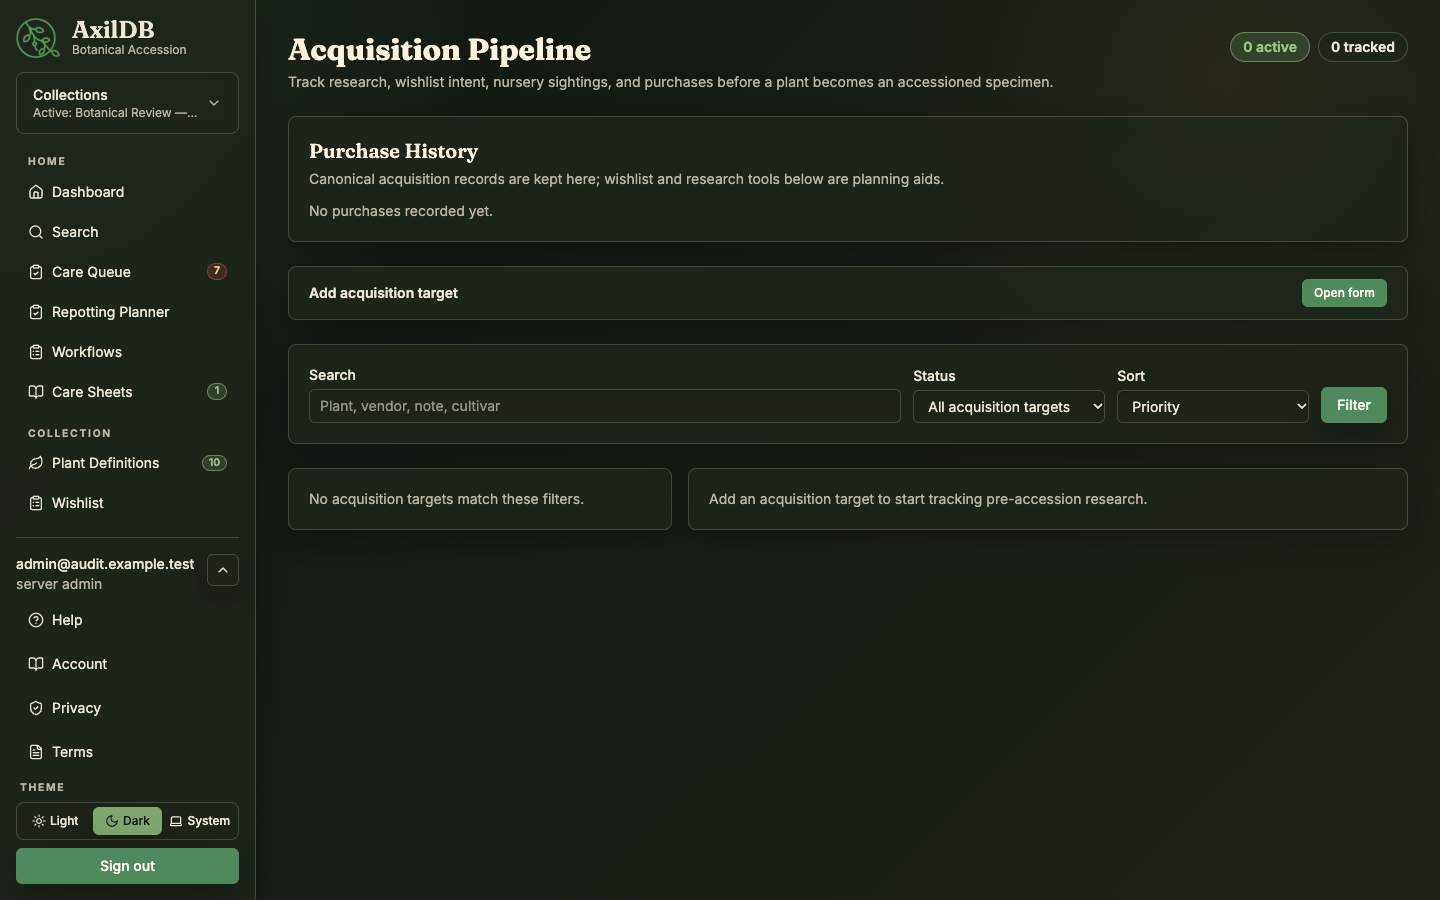 AxilDB
Botanical Accession
Collections
Active: Botanical Review —...
HOME
Dashboard
Search
Care Queue 7
Repotting Planner
Workflows
Care Sheets 1
COLLECTION
Plant Definitions 10
Wishlist
admin@audit.example.test
server admin
Help
Account
Privacy
Terms
THEME
Light Dark System
Sign out
Acquisition Pipeline
0 active 0 tracked
Track research, wishlist intent, nursery sightings, and purchases before a plant becomes an accessioned specimen.
Purchase History
Canonical acquisition records are kept here; wishlist and research tools below are planning aids.
No purchases recorded yet.
Add acquisition target
Open form
Search Status Sort
Plant, vendor, note, cultivar All acquisition targets Priority Filter
No acquisition targets match these filters.
Add an acquisition target to start tracking pre-accession research.